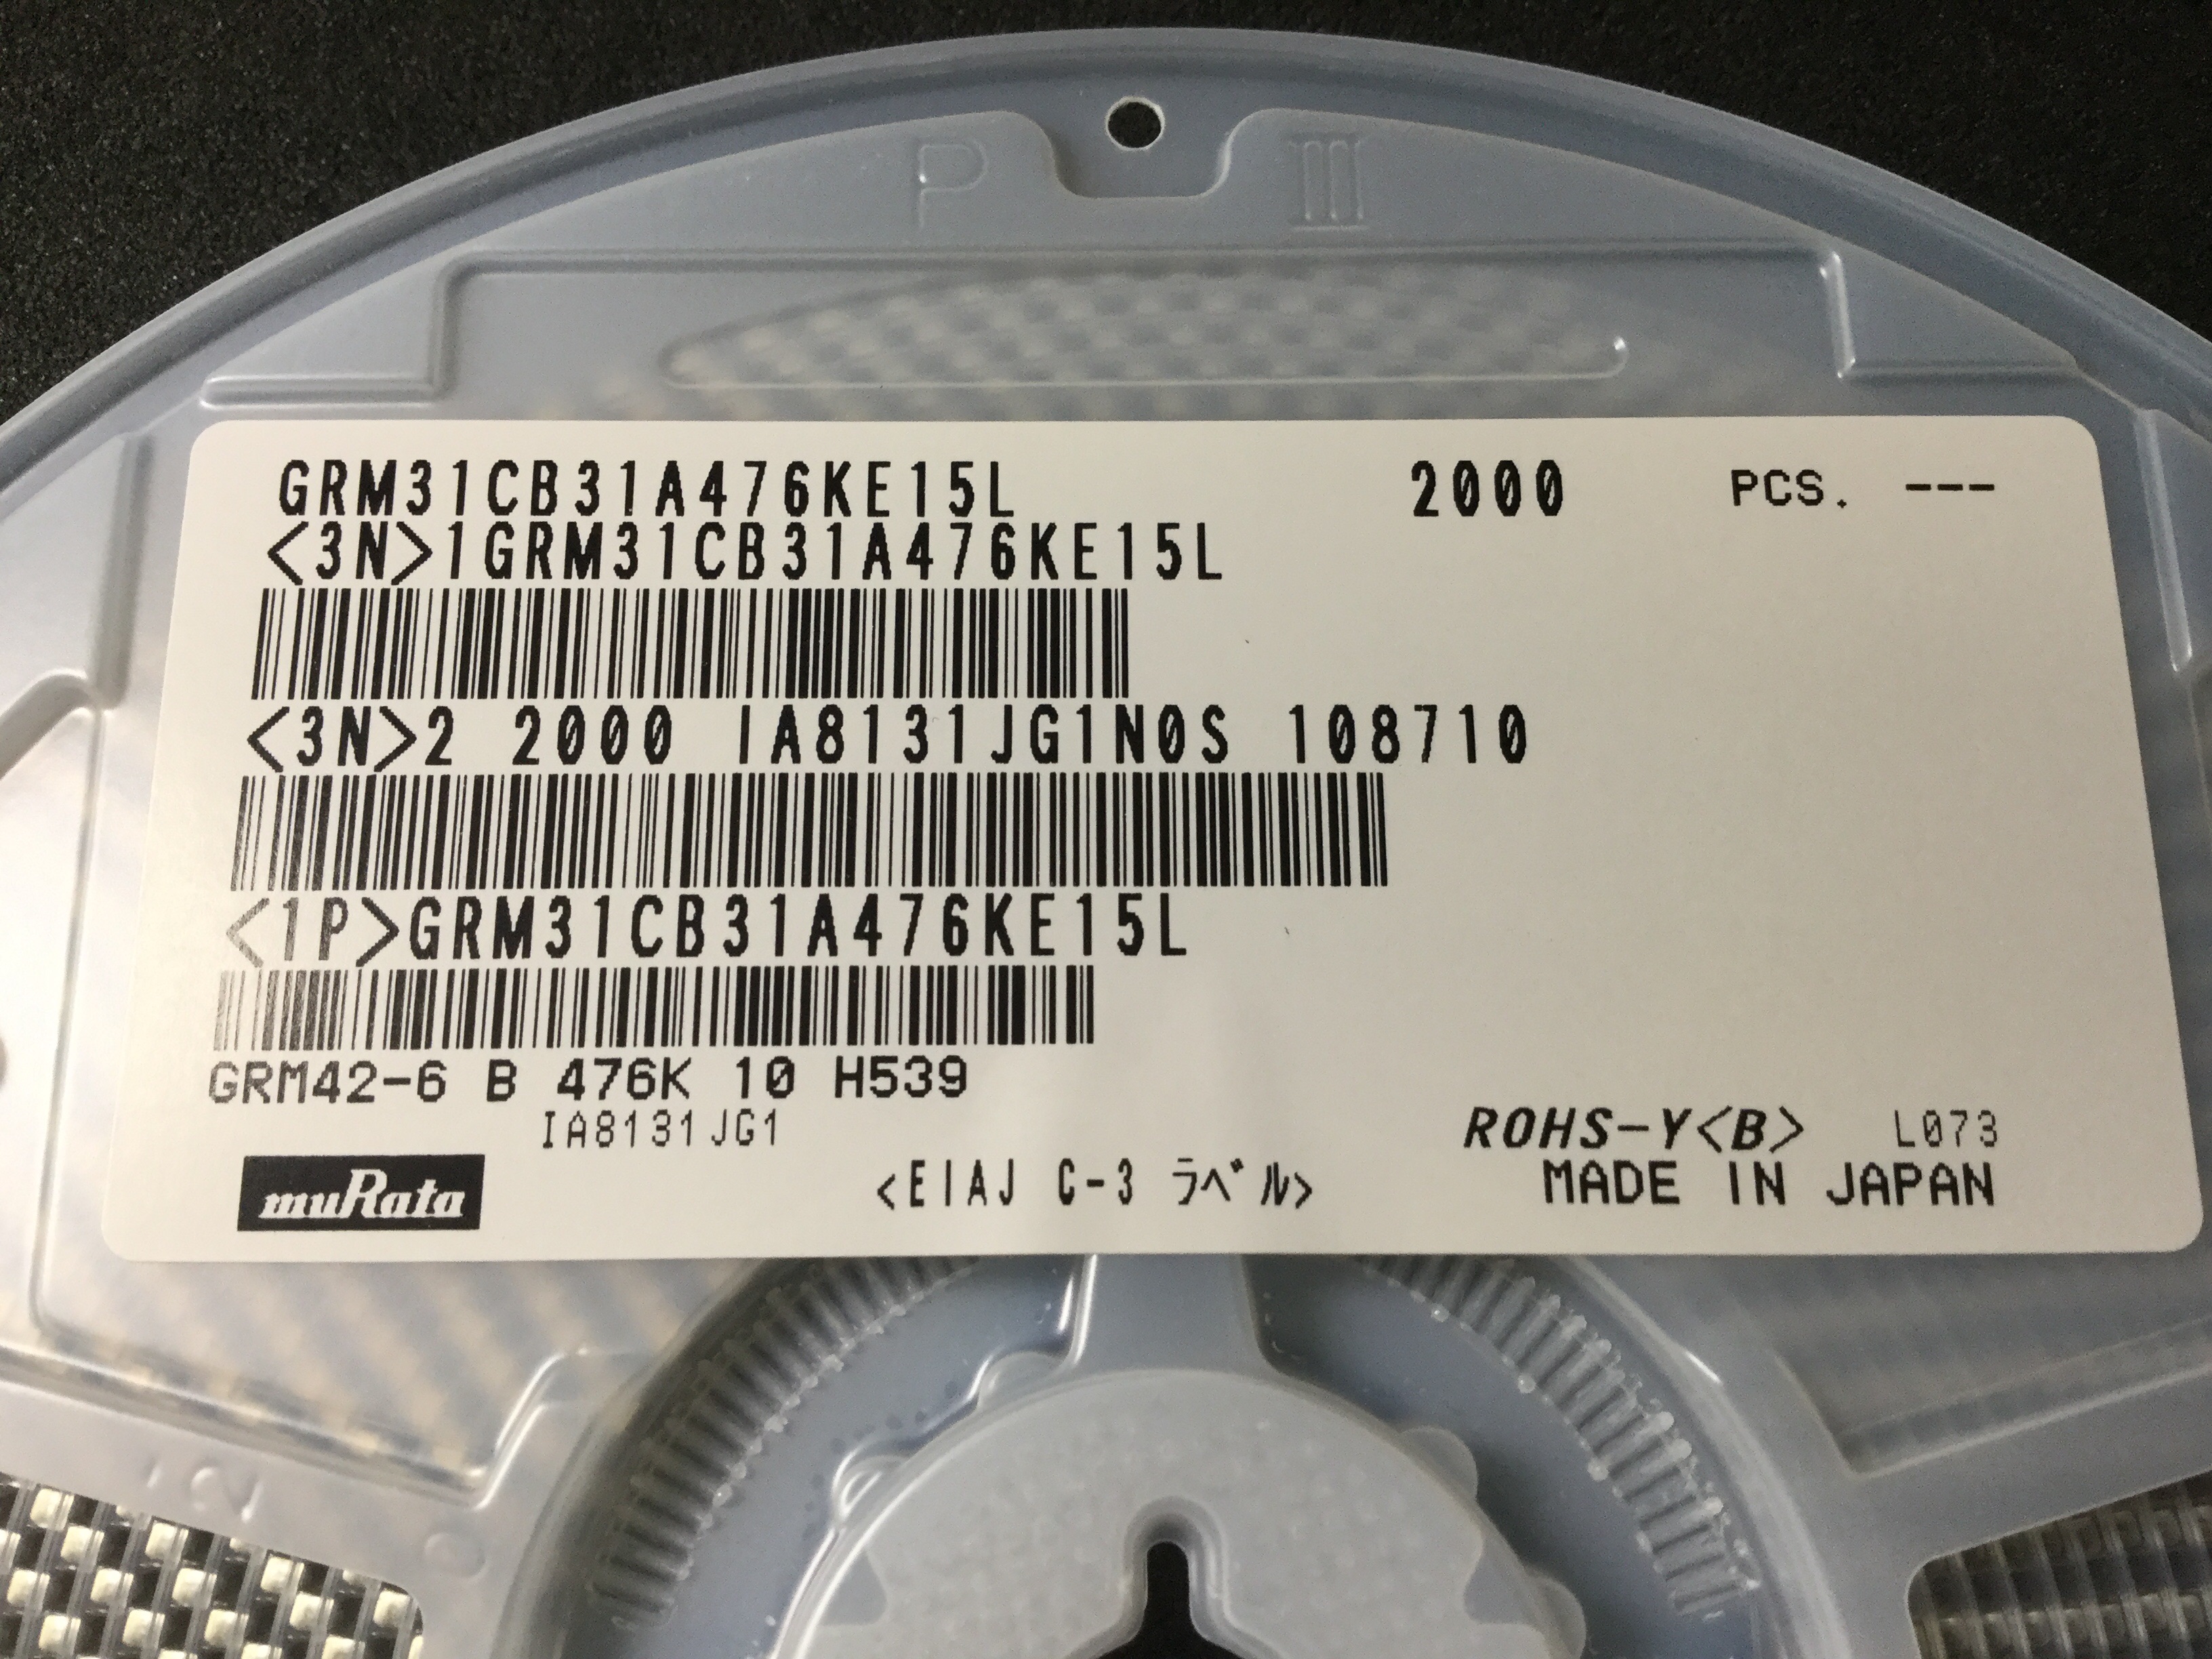 P III
GRM31CB31A476KE15L 2000 PCS. ---
<3N>1GRM31CB31A476KE15L
<3N>2 2000 IA8131JG1N0S 108710
<1P>GRM31CB31A476KE15L
GRM42-6 B 476K 10 H539
IA8131JG1 ROHS-Y<B> L073
muRata <EIAJ C-3 ラベル> MADE IN JAPAN